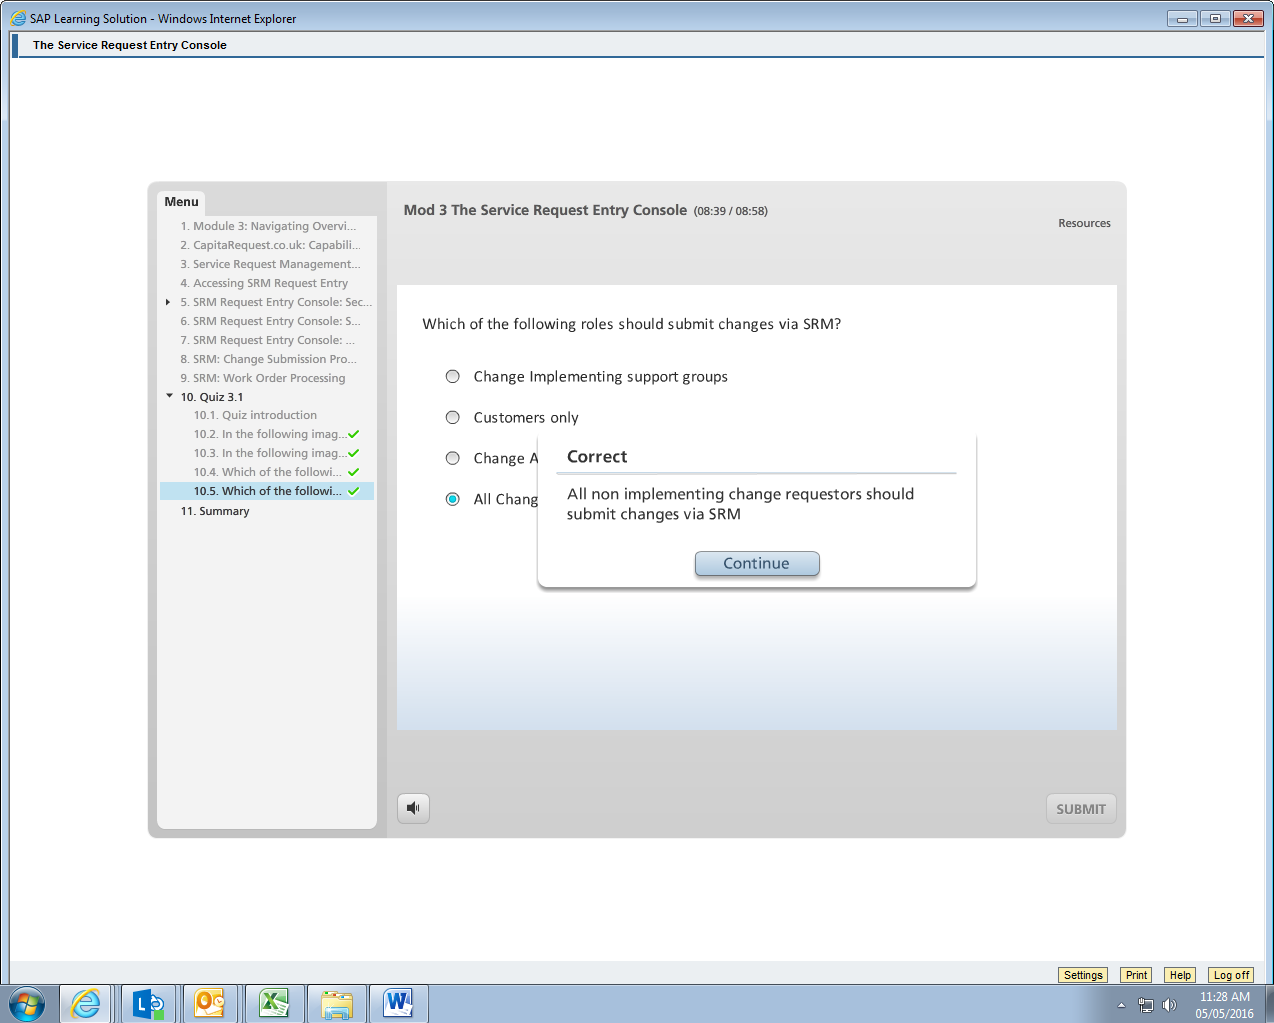 SAP Learning Solution - Windows Internet Explorer
The Service Request Entry Console
Menu
1. Module 3: Navigating Overvi...
2. CapitaRequest.co.uk: Capabili...
3. Service Request Management...
4. Accessing SRM Request Entry
5. SRM Request Entry Console: Sec...
6. SRM Request Entry Console: S...
7. SRM Request Entry Console: ...
8. SRM: Change Submission Pro...
9. SRM: Work Order Processing
10. Quiz 3.1
10.1. Quiz introduction
10.2. In the following imag...
10.3. In the following imag...
10.4. Which of the followi...
10.5. Which of the followi...
11. Summary
Mod 3 The Service Request Entry Console (08:39 / 08:58)
Resources
Which of the following roles should submit changes via SRM?
Change Implementing support groups
Customers only
Change A
All Chang
Correct
All non implementing change requestors should
submit changes via SRM
Continue
SUBMIT
Settings Print Help Log off
11:28 AM
05/05/2016